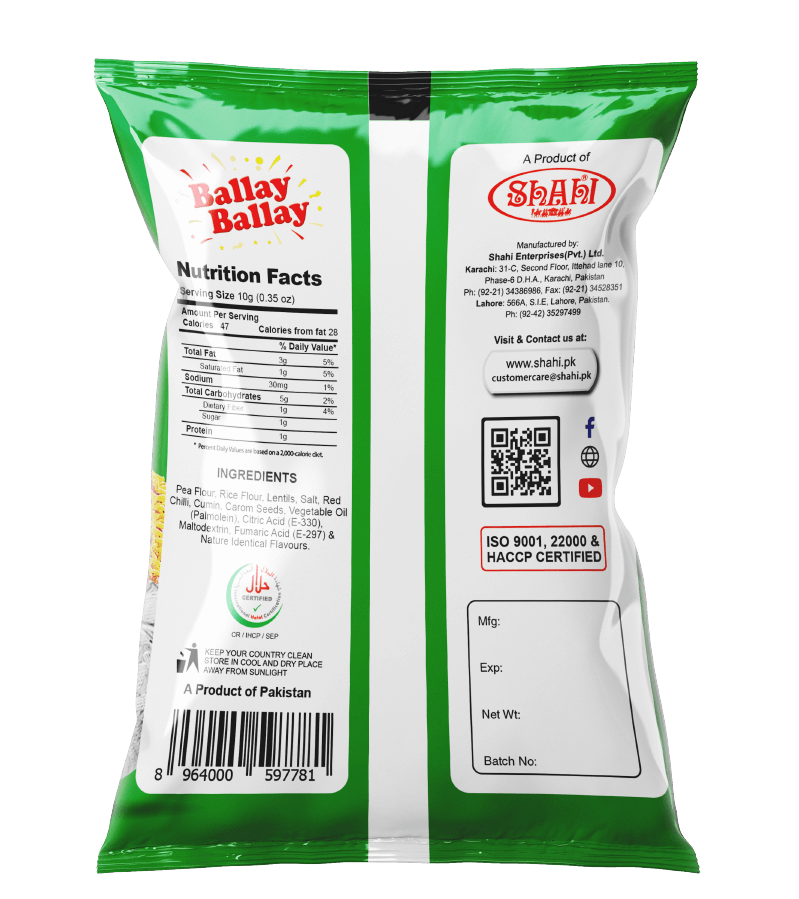 Ballay
Ballay
Nutrition Facts
Serving Size 10g (0.35 oz)
Amount Per Serving
Calories 47 Calories from fat 28
% Daily Value*
Total Fat 3g 5%
Saturated Fat 1g 5%
Sodium 30mg 1%
Total Carbohydrates 5g 2%
Dietary Fiber 1g 4%
Sugar 1g
Protein 1g
* Percent Daily Values are based on a 2,000-calorie diet.
INGREDIENTS
Pea Flour, Rice Flour, Lentils, Salt, Red
Chilli, Cumin, Carom Seeds, Vegetable Oil
(Palmolein), Citric Acid (E-330),
Maltodextrin, Fumaric Acid (E-297) &
Nature Identical Flavours.
حلال
CERTIFIED
International Halal Certification
CR / IHCP / SEP
KEEP YOUR COUNTRY CLEAN
STORE IN COOL AND DRY PLACE
AWAY FROM SUNLIGHT
A Product of Pakistan
8 964000 597781
A Product of
SHAHI®
Manufactured by:
Shahi Enterprises(Pvt.) Ltd.
Karachi: 31-C, Second Floor, Ittehad lane 10,
Phase-6 D.H.A., Karachi, Pakistan
Ph: (92-21) 34386986, Fax: (92-21) 34528351
Lahore: 566A, S.I.E, Lahore, Pakistan.
Ph: (92-42) 35297499
Visit & Contact us at:
www.shahi.pk
customercare@shahi.pk
f
ISO 9001, 22000 &
HACCP CERTIFIED
Mfg:
Exp:
Net Wt:
Batch No: